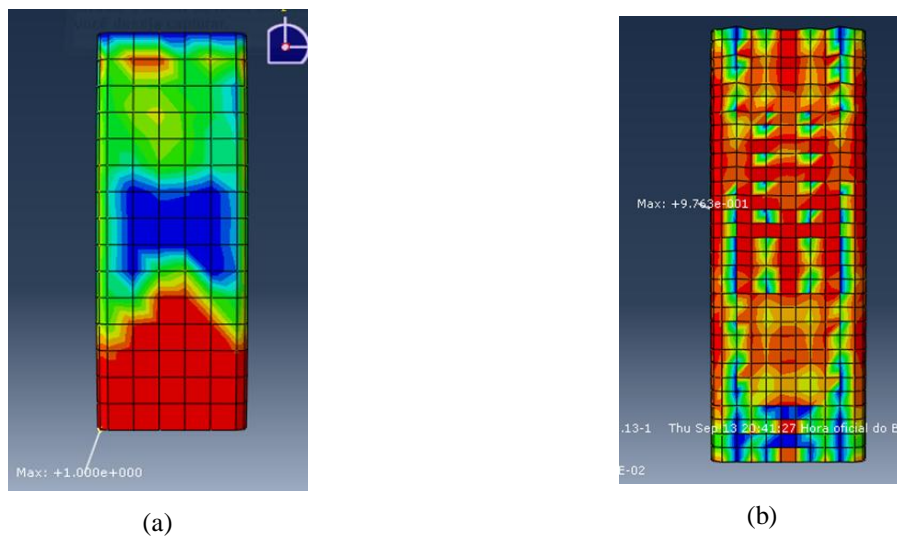 Max: +9.763e-001
.13-1 Thu Sep 13 20:41:27 Hora oficial do B
E-02
Max: +1.000e+000
(a)
(b)